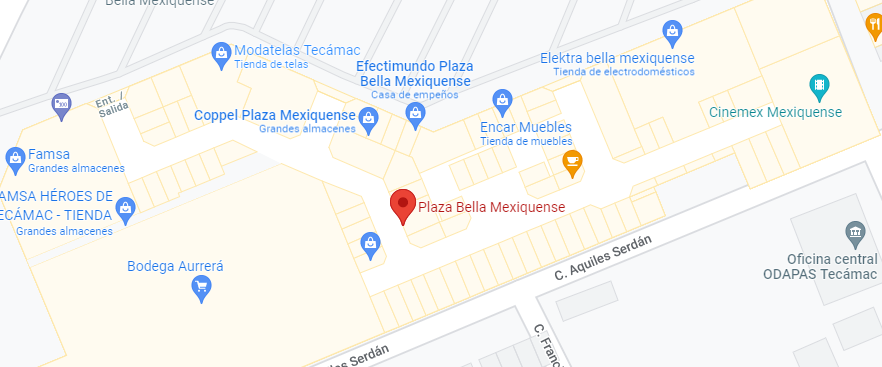 Bella Mexiquense
Modatelas Tecámac
Tienda de telas
Efectimundo Plaza
Bella Mexiquense
Casa de empeños
Elektra bella mexiquense
Tienda de electrodomésticos
Ent. /
Salida
Coppel Plaza Mexiquense
Grandes almacenes
Encar Muebles
Tienda de muebles
Cinemex Mexiquense
Famsa
Grandes almacenes
AMSA HÉROES DE
ECÁMAC - TIENDA
Grandes almacenes
Plaza Bella Mexiquense
Bodega Aurrerá
C. Aquiles Serdán
Oficina central
ODAPAS Tecámac
C. Franc
les Serdán